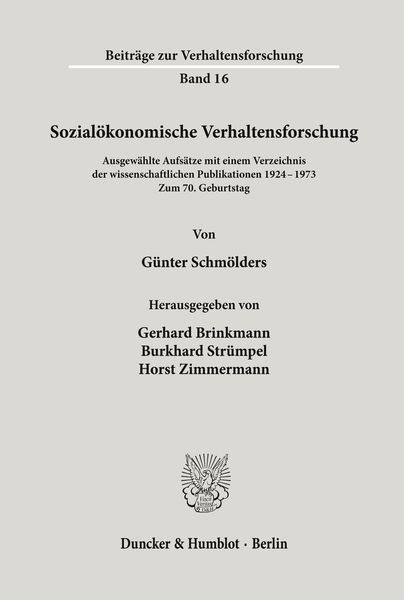 Beiträge zur Verhaltensforschung
Band 16
Sozialökonomische Verhaltensforschung
Ausgewählte Aufsätze mit einem Verzeichnis
der wissenschaftlichen Publikationen 1924 – 1973
Zum 70. Geburtstag
Von
Günter Schmölders
Herausgegeben von
Gerhard Brinkmann
Burkhard Strümpel
Horst Zimmermann
Duncker & Humblot · Berlin